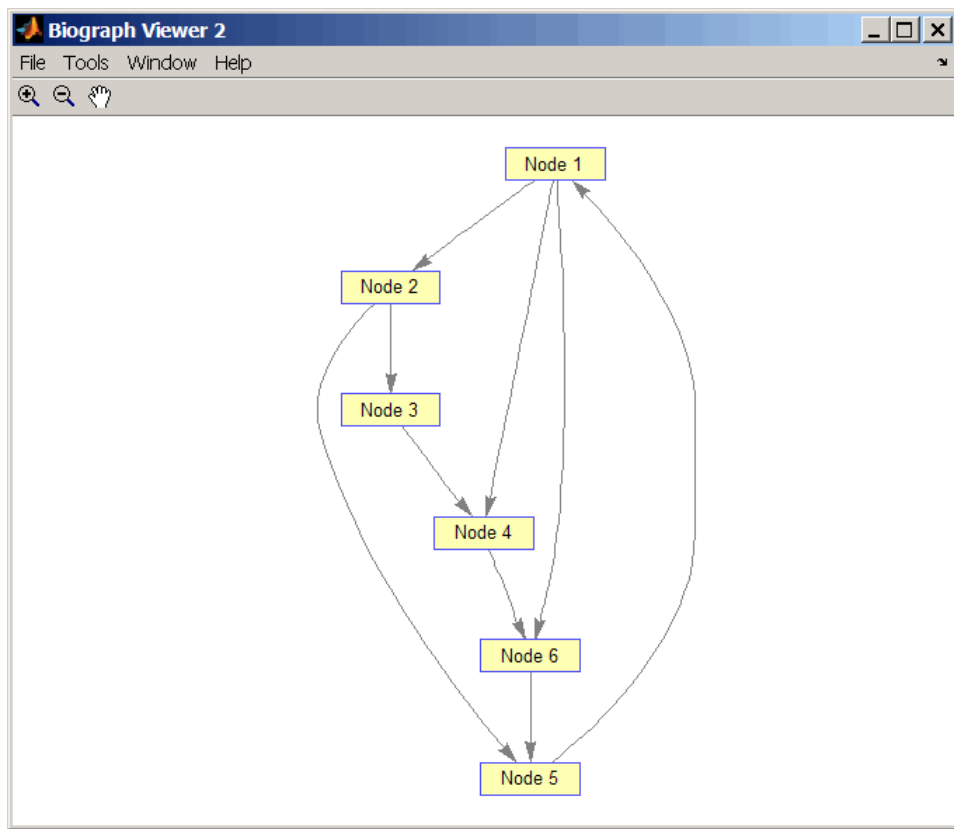 Biograph Viewer 2
File Tools Window Help
Node 1
Node 2
Node 3
Node 4
Node 6
Node 5